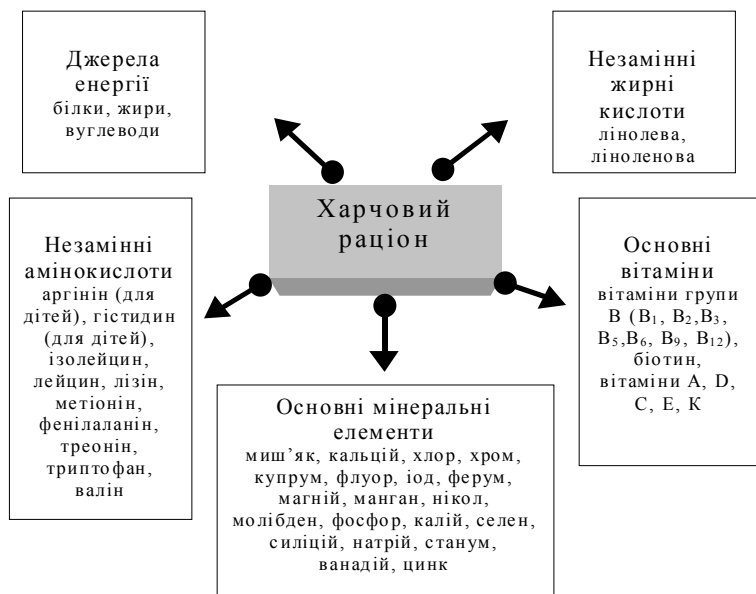 Джерела
енергії
білки, жири,
вуглеводи
Незамінні
жирні
кислоти
лінолева,
ліноленова
Харчовий
раціон
Незамінні
амінокислоти
аргінін (для
дітей), гістидин
(для дітей),
ізолейцин,
лейцин, лізін,
метіонін,
фенілаланін,
треонін,
триптофан,
валін
Основні
вітаміни
вітаміни групи
В (В₁, В₂,В₃,
В₅,В₆, В₉, В₁₂),
біотин,
вітаміни А, D,
С, Е, К
Основні мінеральні
елементи
миш’як, кальцій, хлор, хром,
купрум, флуор, іод, ферум,
магній, манган, нікол,
молібден, фосфор, калій, селен,
силіцій, натрій, станум,
ванадій, цинк